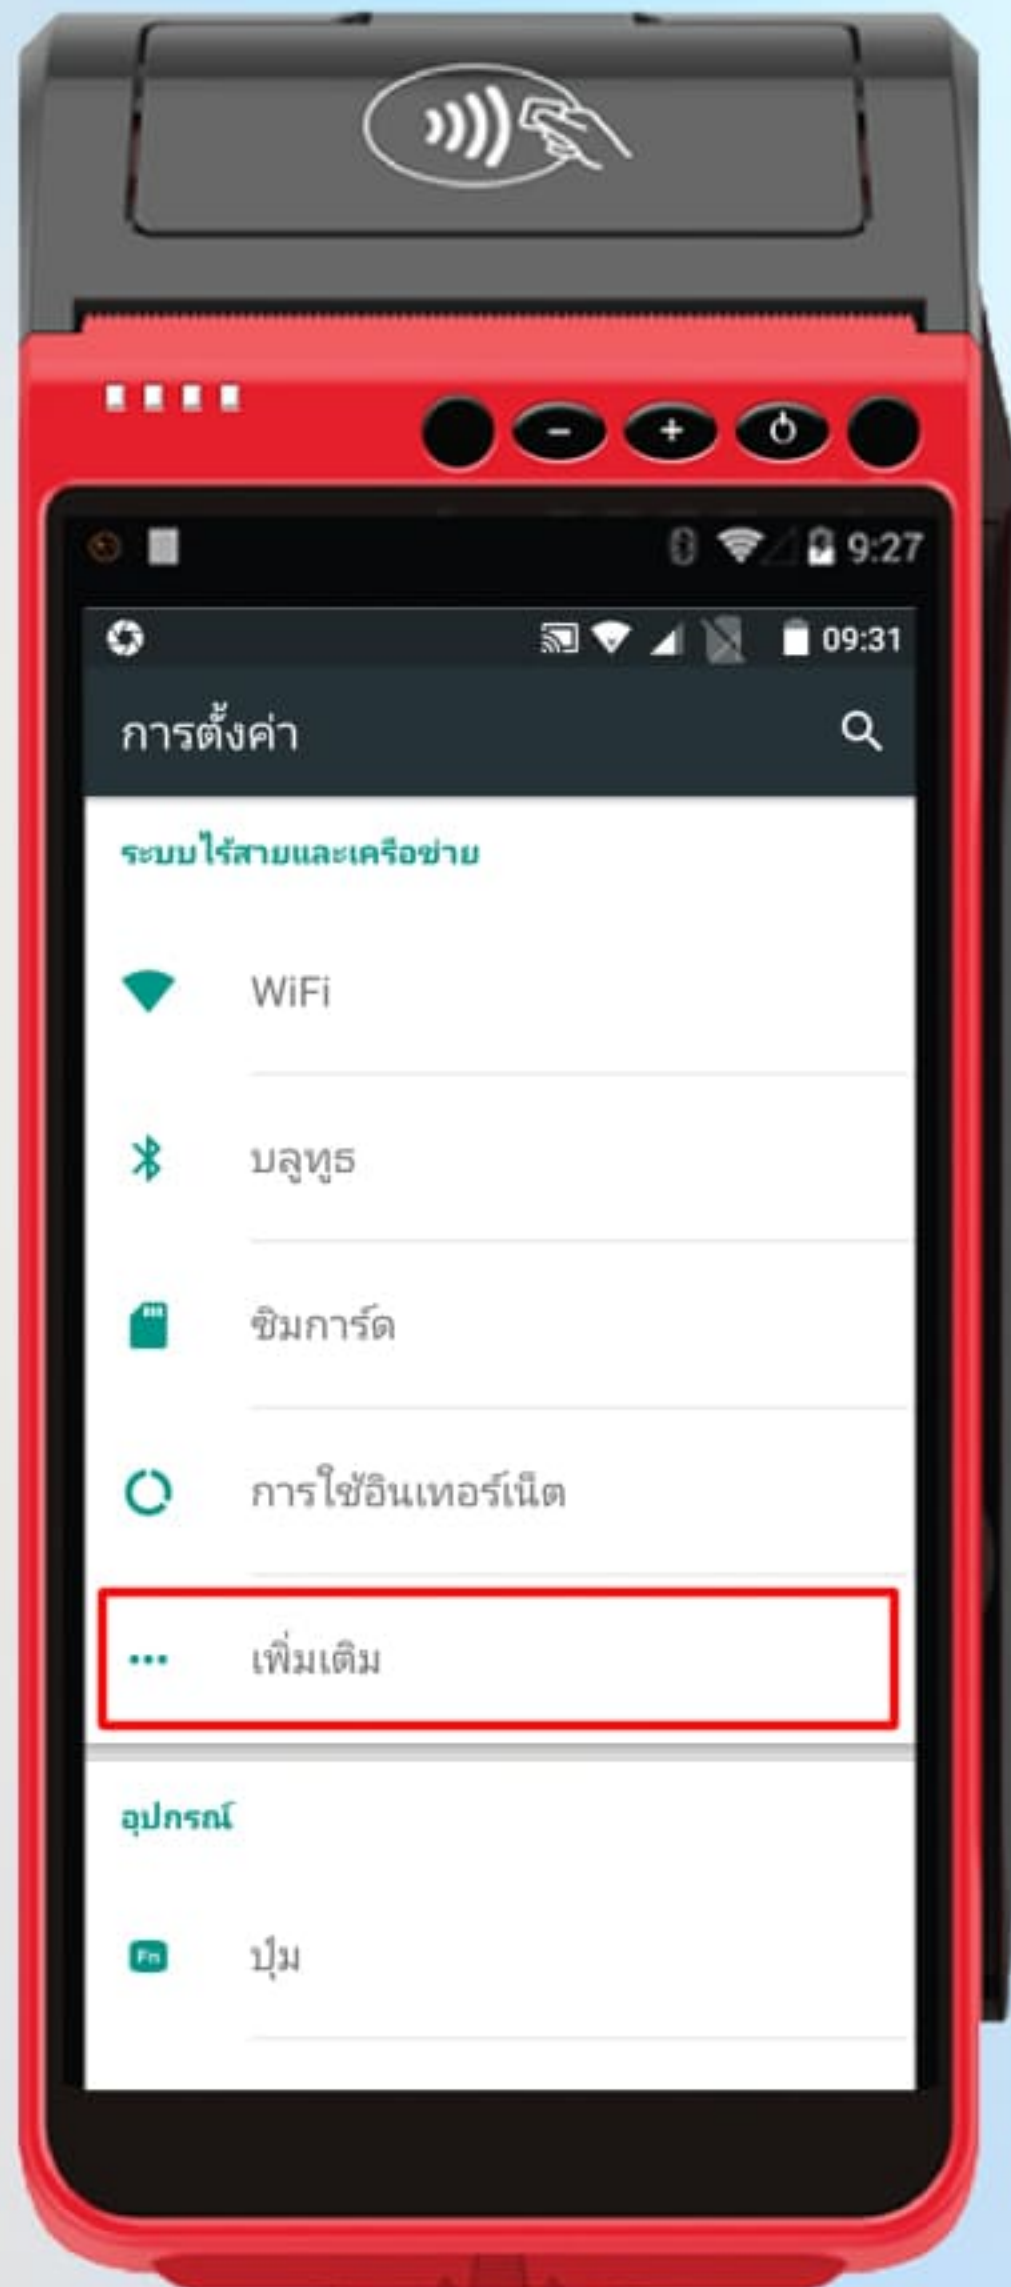 9:27
09:31
การตั้งค่า
ระบบไร้สายและเครือข่าย
WiFi
บลูทูธ
ซิมการ์ด
การใช้อินเทอร์เน็ต
เพิ่มเติม
อุปกรณ์
Fn
ปุ่ม